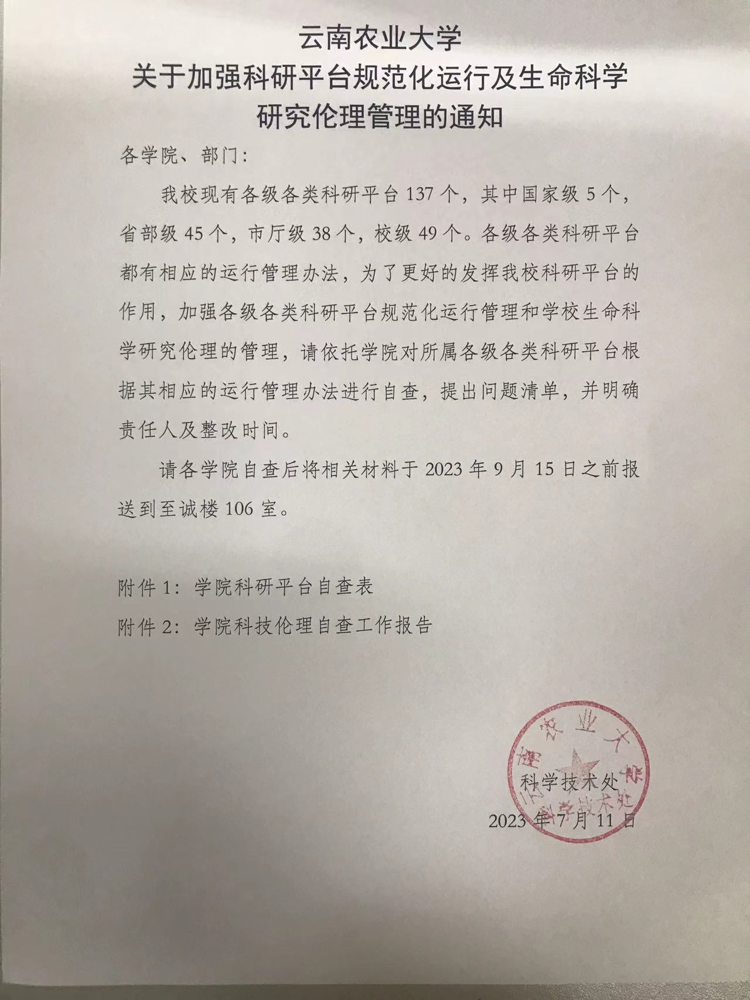 云南农业大学
关于加强科研平台规范化运行及生命科学
研究伦理管理的通知
各学院、部门：
我校现有各级各类科研平台 137 个，其中国家级 5 个，
省部级 45 个，市厅级 38 个，校级 49 个。各级各类科研平台
都有相应的运行管理办法，为了更好的发挥我校科研平台的
作用，加强各级各类科研平台规范化运行管理和学校生命科
学研究伦理的管理，请依托学院对所属各级各类科研平台根
据其相应的运行管理办法进行自查，提出问题清单，并明确
责任人及整改时间。
请各学院自查后将相关材料于 2023 年 9 月 15 日之前报
送到至诚楼 106 室。
附件 1：学院科研平台自查表
附件 2：学院科技伦理自查工作报告
云南农业大学
科学技术处
科学技术处
2023 年 7 月 11 日